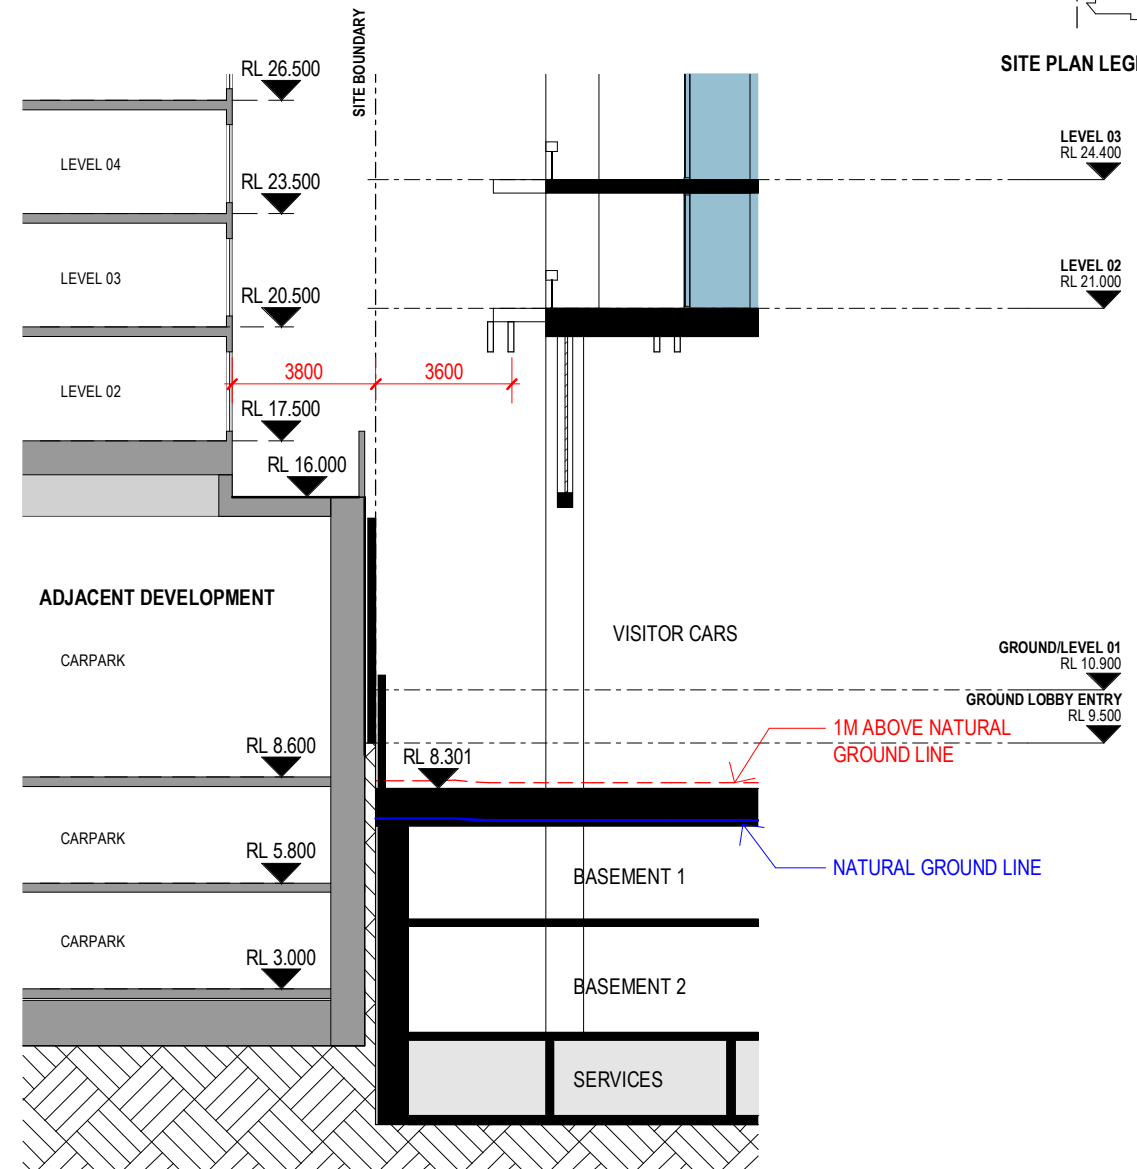 SITE BOUNDARY
SITE PLAN LEG
RL 26.500
LEVEL 04
LEVEL 03
RL 24.400
RL 23.500
LEVEL 03
LEVEL 02
RL 21.000
RL 20.500
3800
3600
LEVEL 02
RL 17.500
RL 16.000
ADJACENT DEVELOPMENT
VISITOR CARS
CARPARK
GROUND/LEVEL 01
RL 10.900
GROUND LOBBY ENTRY
RL 9.500
1M ABOVE NATURAL
GROUND LINE
RL 8.600
RL 8.301
CARPARK
RL 5.800
NATURAL GROUND LINE
BASEMENT 1
CARPARK
RL 3.000
BASEMENT 2
SERVICES